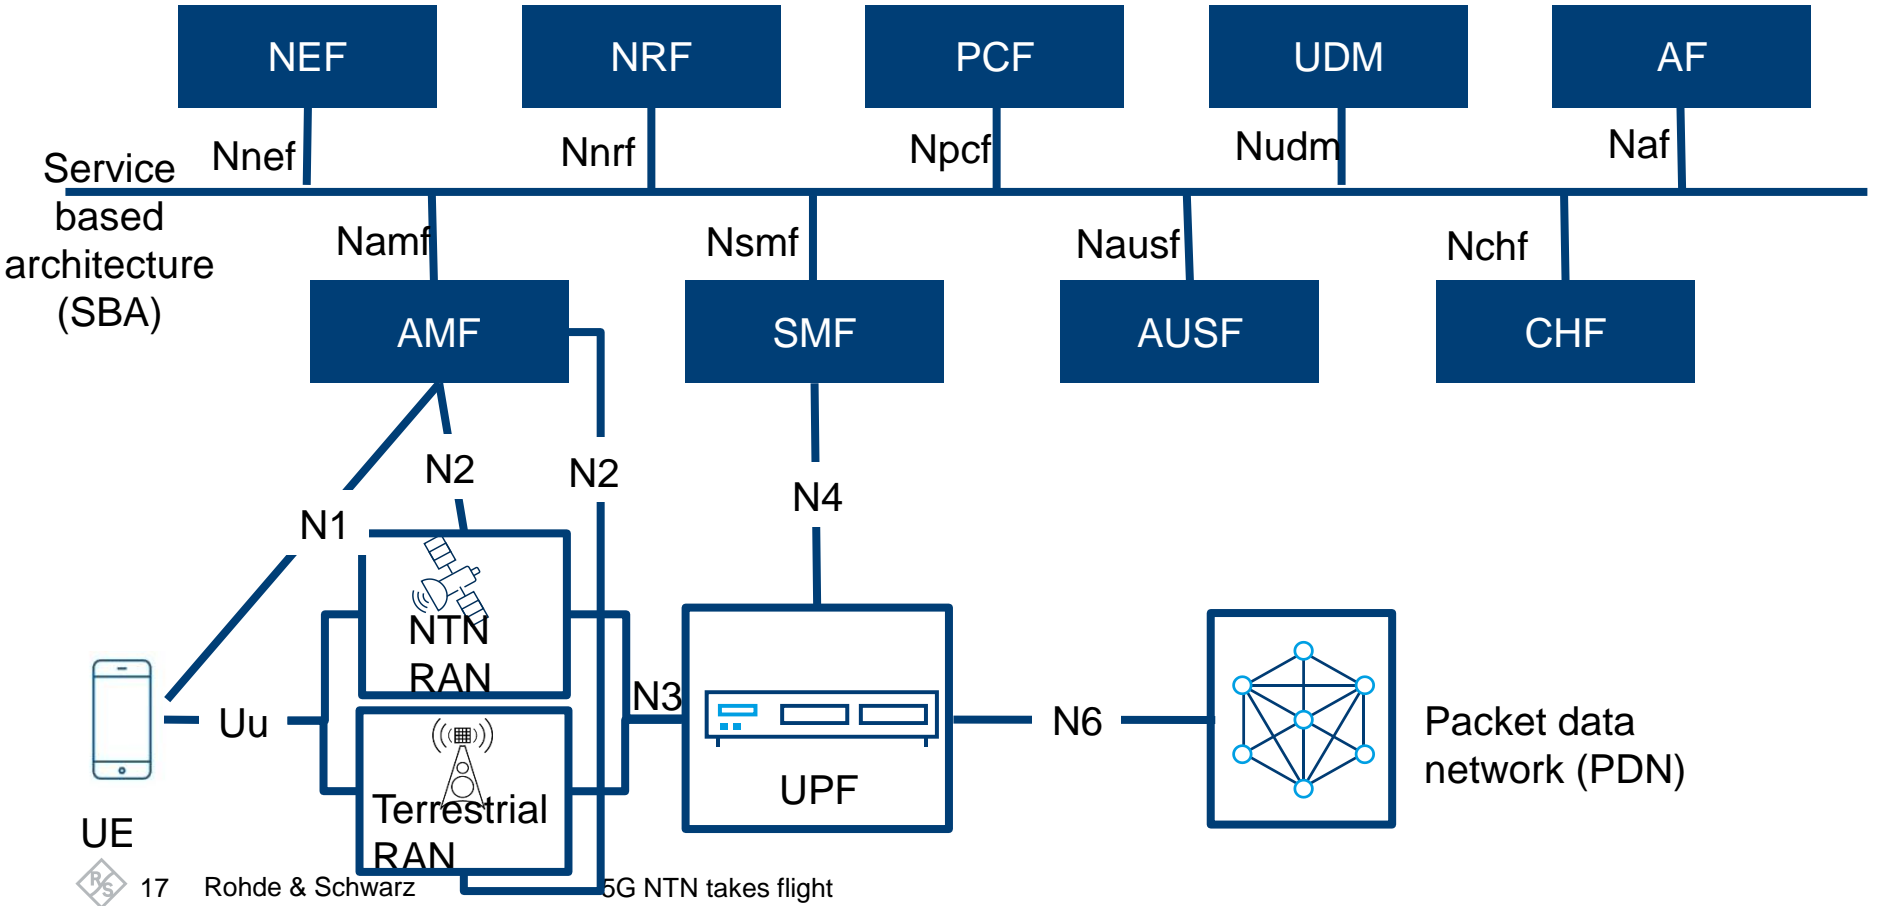 NEF
NRF
PCF
UDM
AF
Nnef
Nnrf
Npcf
Nudm
Naf
Service
based
architecture
(SBA)
Namf
Nsmf
Nausf
Nchf
AMF
SMF
AUSF
CHF
N2
N2
N4
N1
NTN
RAN
N3
Uu
N6
Packet data
network (PDN)
UPF
Terrestrial
RAN
UE
R&S
17
Rohde & Schwarz
5G NTN takes flight